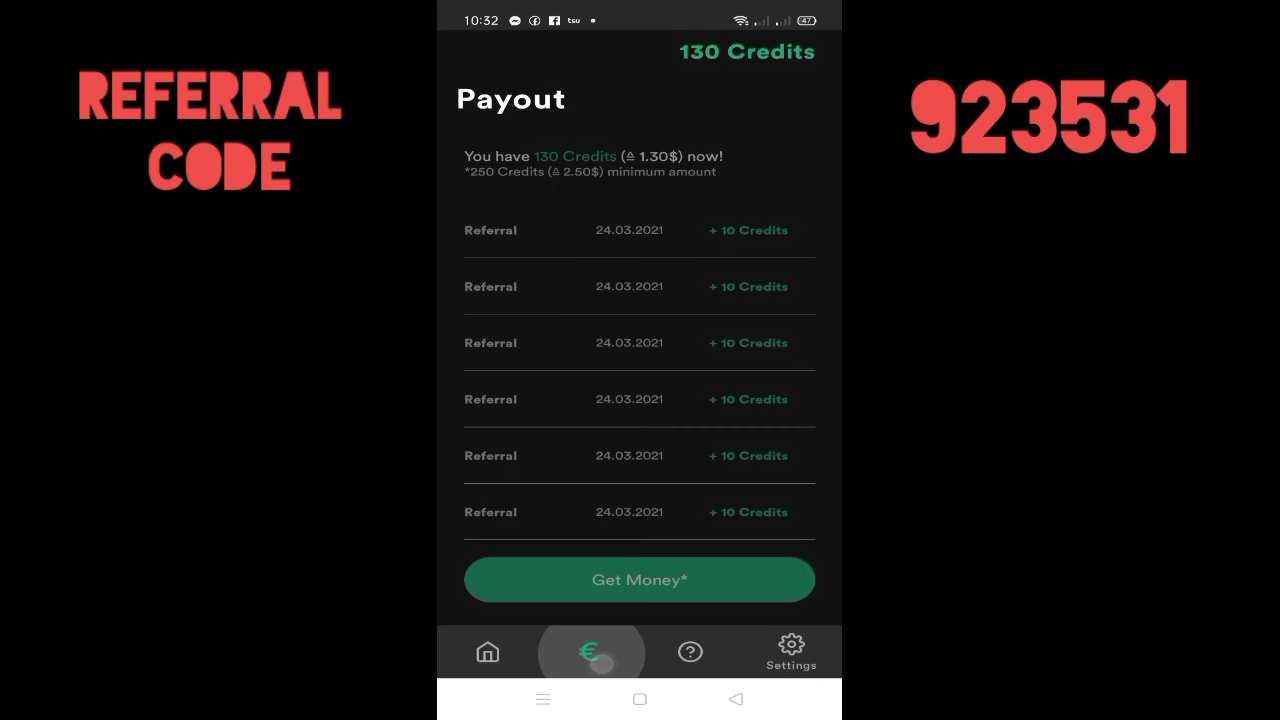 REFERRAL
CODE
923531
10:32 tsu 47
130 Credits
Payout
You have 130 Credits (≙ 1.30$) now!
*250 Credits (≙ 2.50$) minimum amount
Referral 24.03.2021 + 10 Credits
Referral 24.03.2021 + 10 Credits
Referral 24.03.2021 + 10 Credits
Referral 24.03.2021 + 10 Credits
Referral 24.03.2021 + 10 Credits
Referral 24.03.2021 + 10 Credits
Get Money*
Settings